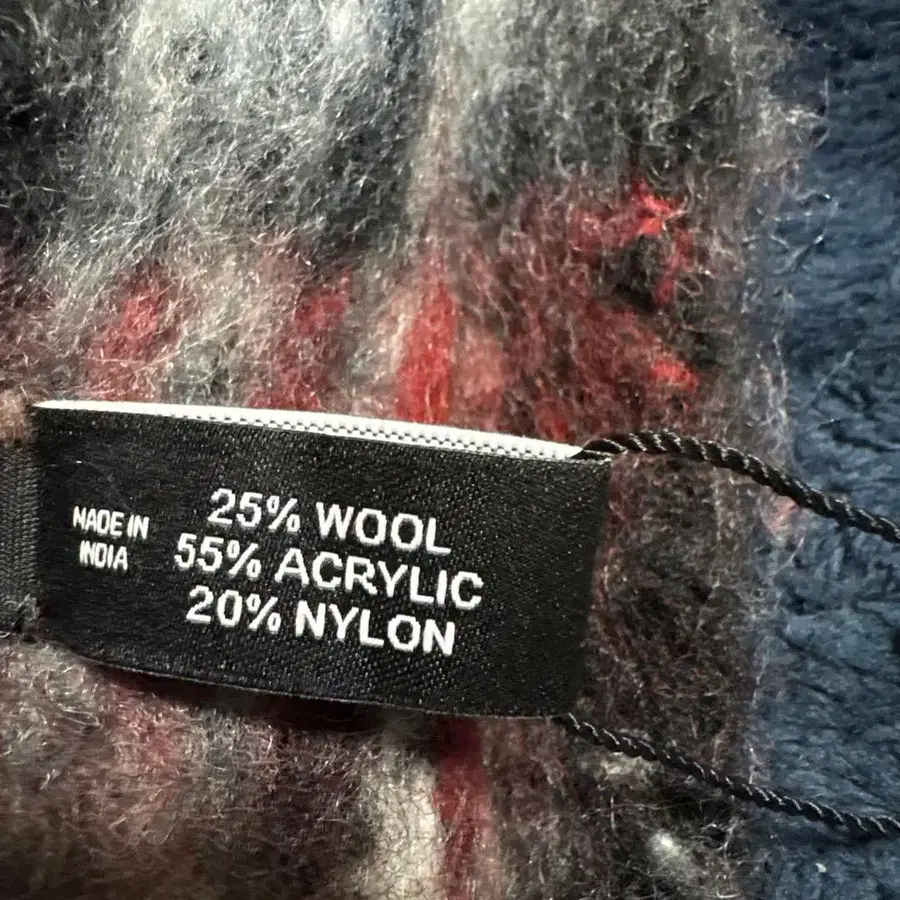 MADE IN
INDIA
25% WOOL
55% ACRYLIC
20% NYLON